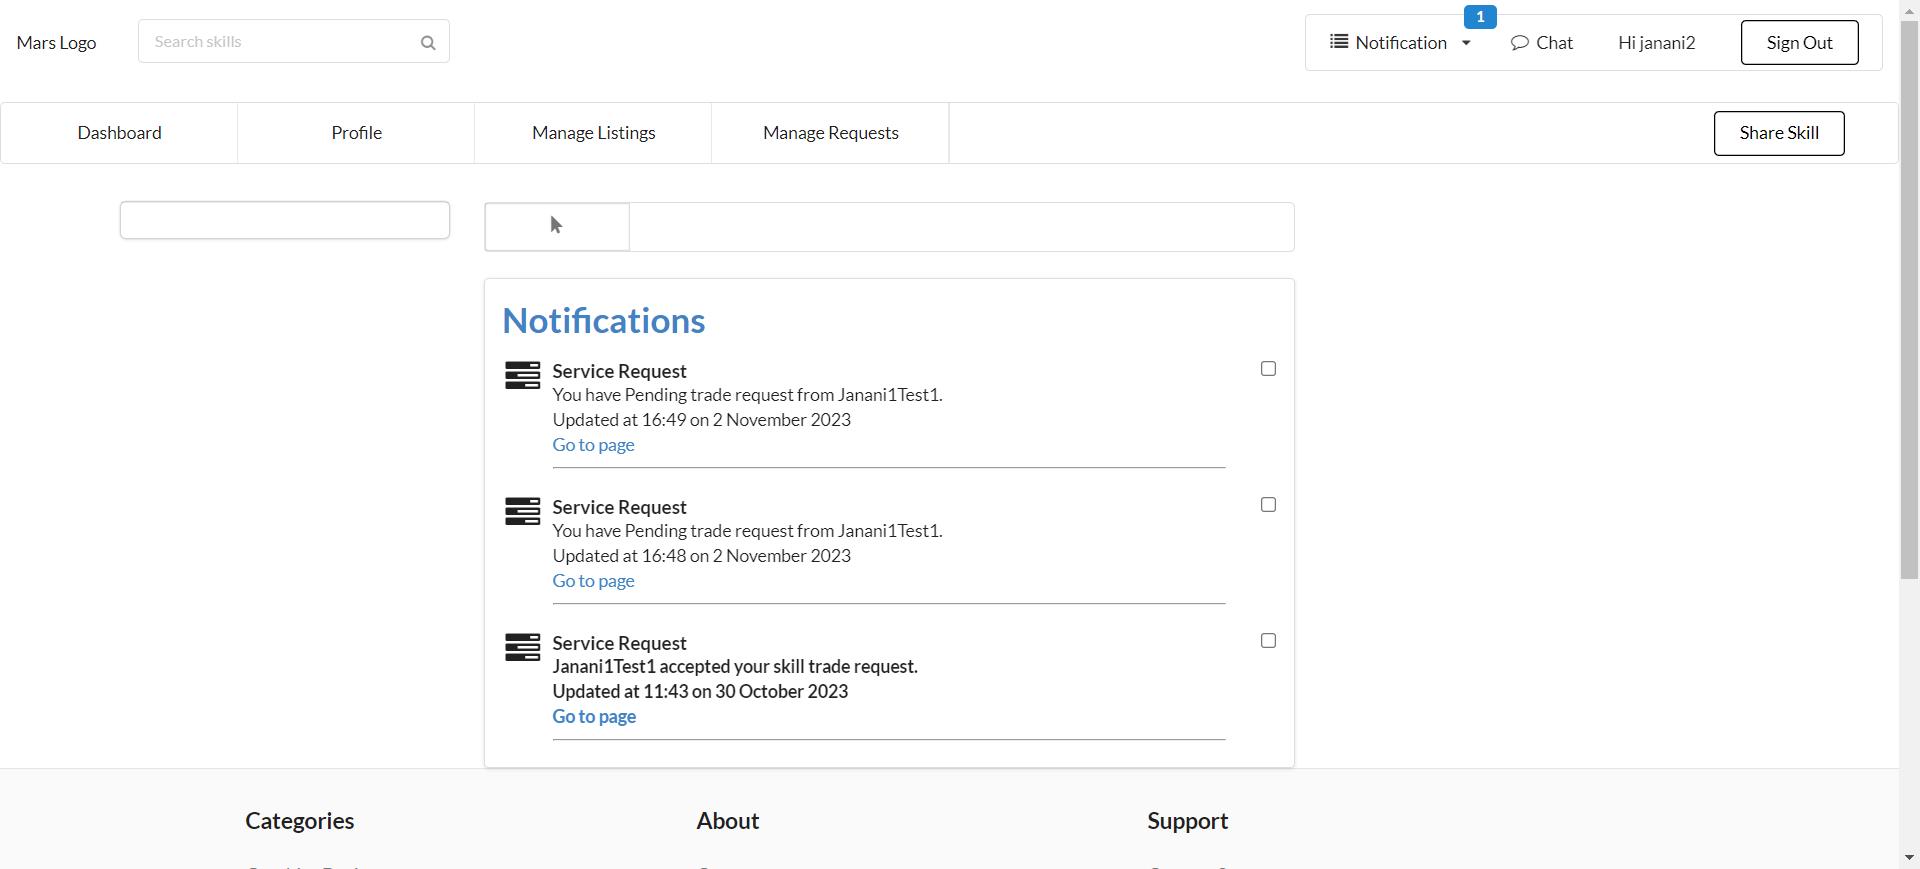 Mars Logo
Search skills
1
Notification
Chat
Hi janani2
Sign Out
Dashboard
Profile
Manage Listings
Manage Requests
Share Skill
Notifications
Service Request
You have Pending trade request from Janani1Test1.
Updated at 16:49 on 2 November 2023
Go to page
Service Request
You have Pending trade request from Janani1Test1.
Updated at 16:48 on 2 November 2023
Go to page
Service Request
Janani1Test1 accepted your skill trade request.
Updated at 11:43 on 30 October 2023
Go to page
Categories
About
Support